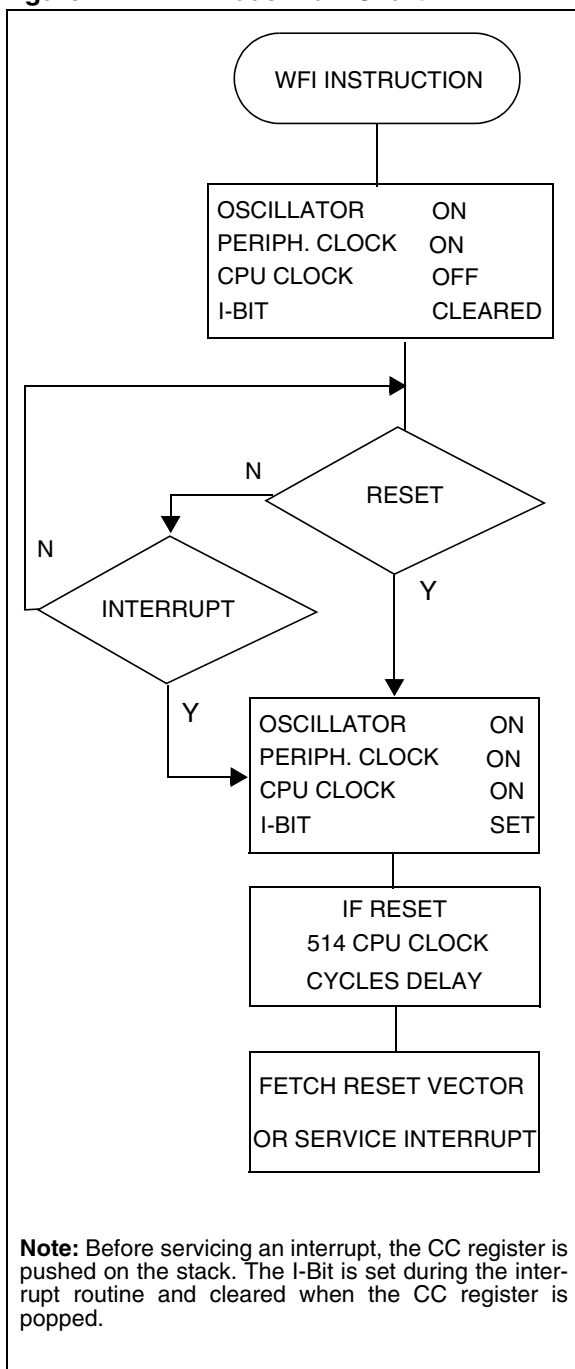 WFI INSTRUCTION
OSCILLATOR ON
PERIPH. CLOCK ON
CPU CLOCK OFF
I-BIT CLEARED
N
RESET
N
INTERRUPT
Y
Y
OSCILLATOR ON
PERIPH. CLOCK ON
CPU CLOCK ON
I-BIT SET
IF RESET
514 CPU CLOCK
CYCLES DELAY
FETCH RESET VECTOR
OR SERVICE INTERRUPT
Note: Before servicing an interrupt, the CC register is
pushed on the stack. The I-Bit is set during the inter-
rupt routine and cleared when the CC register is
popped.